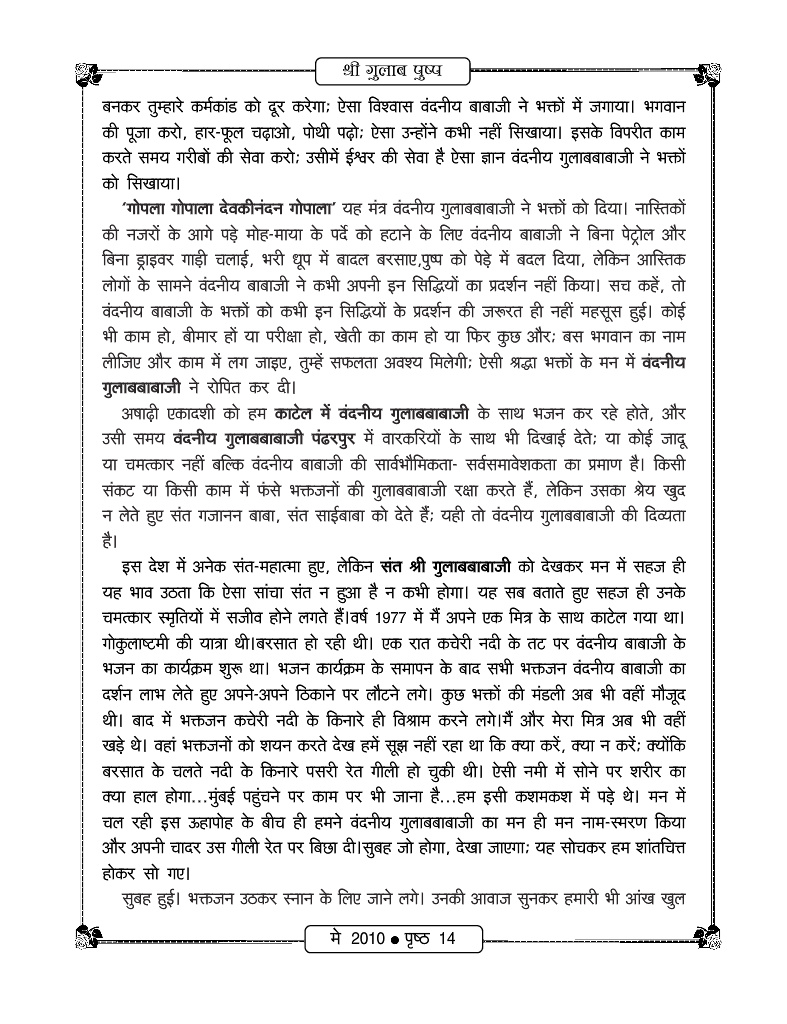 श्री गुलाब पुष्प
बनकर तुम्हारे कर्मकांड को दूर करेगा; ऐसा विश्वास वंदनीय बाबाजी ने भक्तों में जगाया। भगवान
की पूजा करो, हार-फूल चढ़ाओ, पोथी पढ़ो; ऐसा उन्होंने कभी नहीं सिखाया। इसके विपरीत काम
करते समय गरीबों की सेवा करो; उसीमें ईश्वर की सेवा है ऐसा ज्ञान वंदनीय गुलाबबाबाजी ने भक्तों
को सिखाया।
‘गोपला गोपाला देवकीनंदन गोपाला’ यह मंत्र वंदनीय गुलाबबाबाजी ने भक्तों को दिया। नास्तिकों
की नजरों के आगे पड़े मोह-माया के पर्दे को हटाने के लिए वंदनीय बाबाजी ने बिना पेट्रोल और
बिना ड्राइवर गाड़ी चलाई, भरी धूप में बादल बरसाए,पुष्प को पेड़े में बदल दिया, लेकिन आस्तिक
लोगों के सामने वंदनीय बाबाजी ने कभी अपनी इन सिद्धियों का प्रदर्शन नहीं किया। सच कहें, तो
वंदनीय बाबाजी के भक्तों को कभी इन सिद्धियों के प्रदर्शन की जरूरत ही नहीं महसूस हुई। कोई
भी काम हो, बीमार हों या परीक्षा हो, खेती का काम हो या फिर कुछ और; बस भगवान का नाम
लीजिए और काम में लग जाइए, तुम्हें सफलता अवश्य मिलेगी; ऐसी श्रद्धा भक्तों के मन में वंदनीय
गुलाबबाबाजी ने रोपित कर दी।
अषाढ़ी एकादशी को हम काटेल में वंदनीय गुलाबबाबाजी के साथ भजन कर रहे होते, और
उसी समय वंदनीय गुलाबबाबाजी पंढरपुर में वारकरियों के साथ भी दिखाई देते; या कोई जादू
या चमत्कार नहीं बल्कि वंदनीय बाबाजी की सार्वभौमिकता- सर्वसमावेशकता का प्रमाण है। किसी
संकट या किसी काम में फंसे भक्तजनों की गुलाबबाबाजी रक्षा करते हैं, लेकिन उसका श्रेय खुद
न लेते हुए संत गजानन बाबा, संत साईबाबा को देते हैं; यही तो वंदनीय गुलाबबाबाजी की दिव्यता
है।
इस देश में अनेक संत-महात्मा हुए, लेकिन संत श्री गुलाबबाबाजी को देखकर मन में सहज ही
यह भाव उठता कि ऐसा सांचा संत न हुआ है न कभी होगा। यह सब बताते हुए सहज ही उनके
चमत्कार स्मृतियों में सजीव होने लगते हैं।वर्ष 1977 में मैं अपने एक मित्र के साथ काटेल गया था।
गोकुलाष्टमी की यात्रा थी।बरसात हो रही थी। एक रात कचेरी नदी के तट पर वंदनीय बाबाजी के
भजन का कार्यक्रम शुरू था। भजन कार्यक्रम के समापन के बाद सभी भक्तजन वंदनीय बाबाजी का
दर्शन लाभ लेते हुए अपने-अपने ठिकाने पर लौटने लगे। कुछ भक्तों की मंडली अब भी वहीं मौजूद
थी। बाद में भक्तजन कचेरी नदी के किनारे ही विश्राम करने लगे।मैं और मेरा मित्र अब भी वहीं
खड़े थे। वहां भक्तजनों को शयन करते देख हमें सूझ नहीं रहा था कि क्या करें, क्या न करें; क्योंकि
बरसात के चलते नदी के किनारे पसरी रेत गीली हो चुकी थी। ऐसी नमी में सोने पर शरीर का
क्या हाल होगा...मुंबई पहुंचने पर काम पर भी जाना है...हम इसी कशमकश में पड़े थे। मन में
चल रही इस ऊहापोह के बीच ही हमने वंदनीय गुलाबबाबाजी का मन ही मन नाम-स्मरण किया
और अपनी चादर उस गीली रेत पर बिछा दी।सुबह जो होगा, देखा जाएगा; यह सोचकर हम शांतचित्त
होकर सो गए।
सुबह हुई। भक्तजन उठकर स्नान के लिए जाने लगे। उनकी आवाज सुनकर हमारी भी आंख खुल
मे 2010 ● पृष्ठ 14